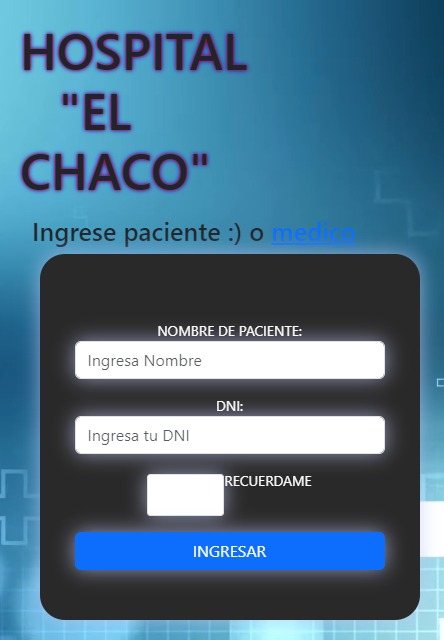 HOSPITAL
"EL
CHACO"
Ingrese paciente :) o medico
NOMBRE DE PACIENTE:
Ingresa Nombre
DNI:
Ingresa tu DNI
RECUERDAME
INGRESAR